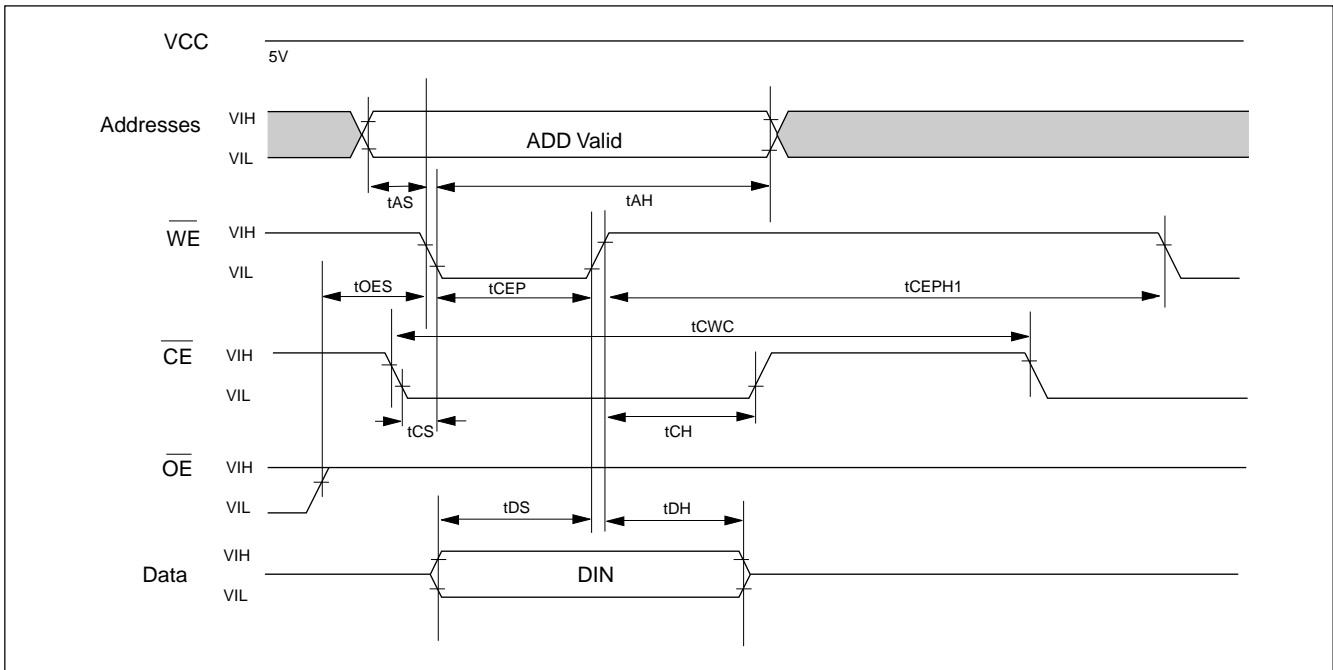 VCC
5V
Addresses
VIH
VIL
ADD Valid
tAS
tAH
WE
VIH
VIL
tOES
tCEP
tCEPH1
tCWC
CE
VIH
VIL
tCS
tCH
OE
VIH
VIL
tDS
tDH
Data
VIH
VIL
DIN